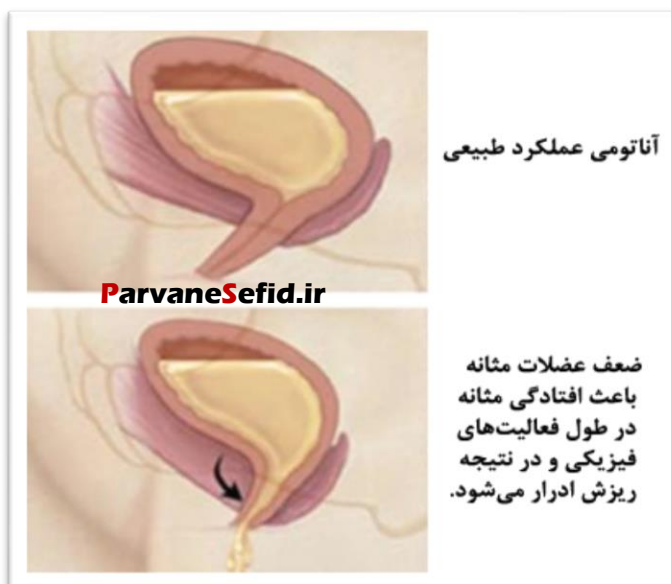 آناتومی عملکرد طبیعی
ParvaneSefid.ir
ضعف عضلات مثانه
باعث افتادگی مثانه
در طول فعالیت‌های
فیزیکی و در نتیجه
ریزش ادرار می‌شود.